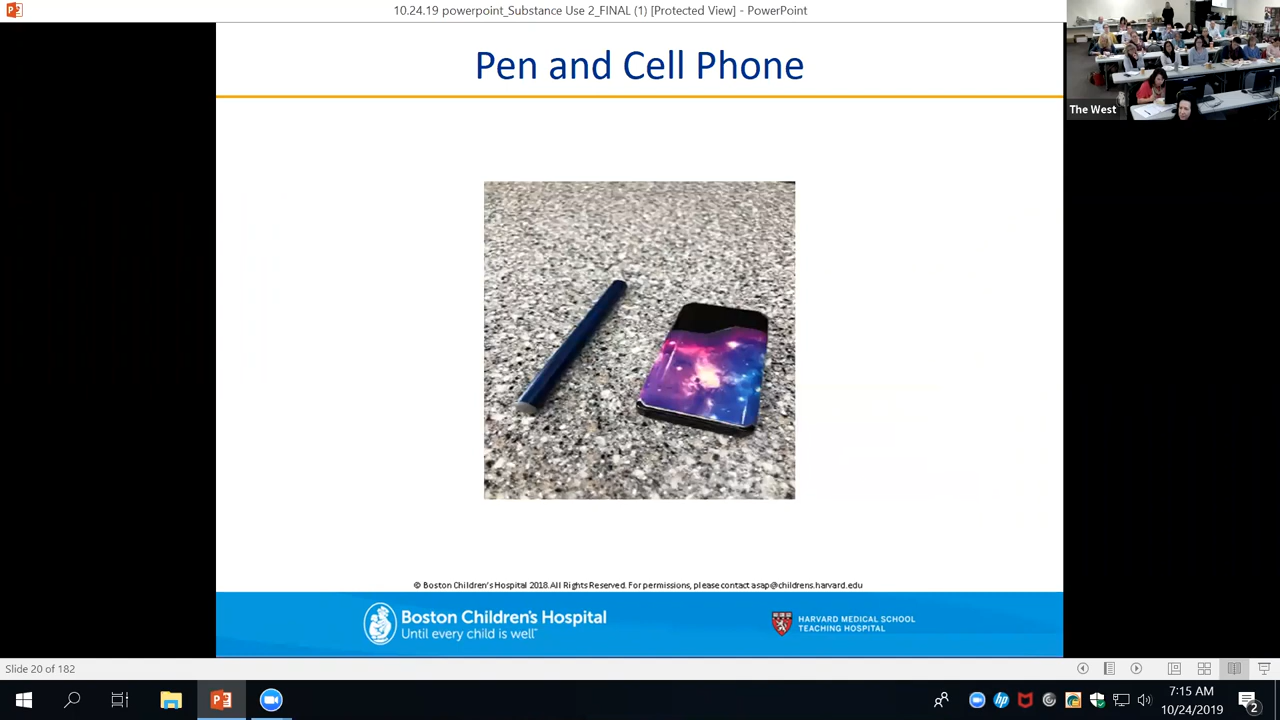 10.24.19 powerpoint_Substance Use 2_FINAL (1) [Protected View] - PowerPoint
The West
Pen and Cell Phone
© Boston Children's Hospital 2018.All Rights Reserved. For permissions, please contact asap@childrens.harvard.edu
Boston Children's Hospital
Until every child is well™
HARVARD MEDICAL SCHOOL
TEACHING HOSPITAL
Slide 20 of 182
7:15 AM
10/24/2019
2